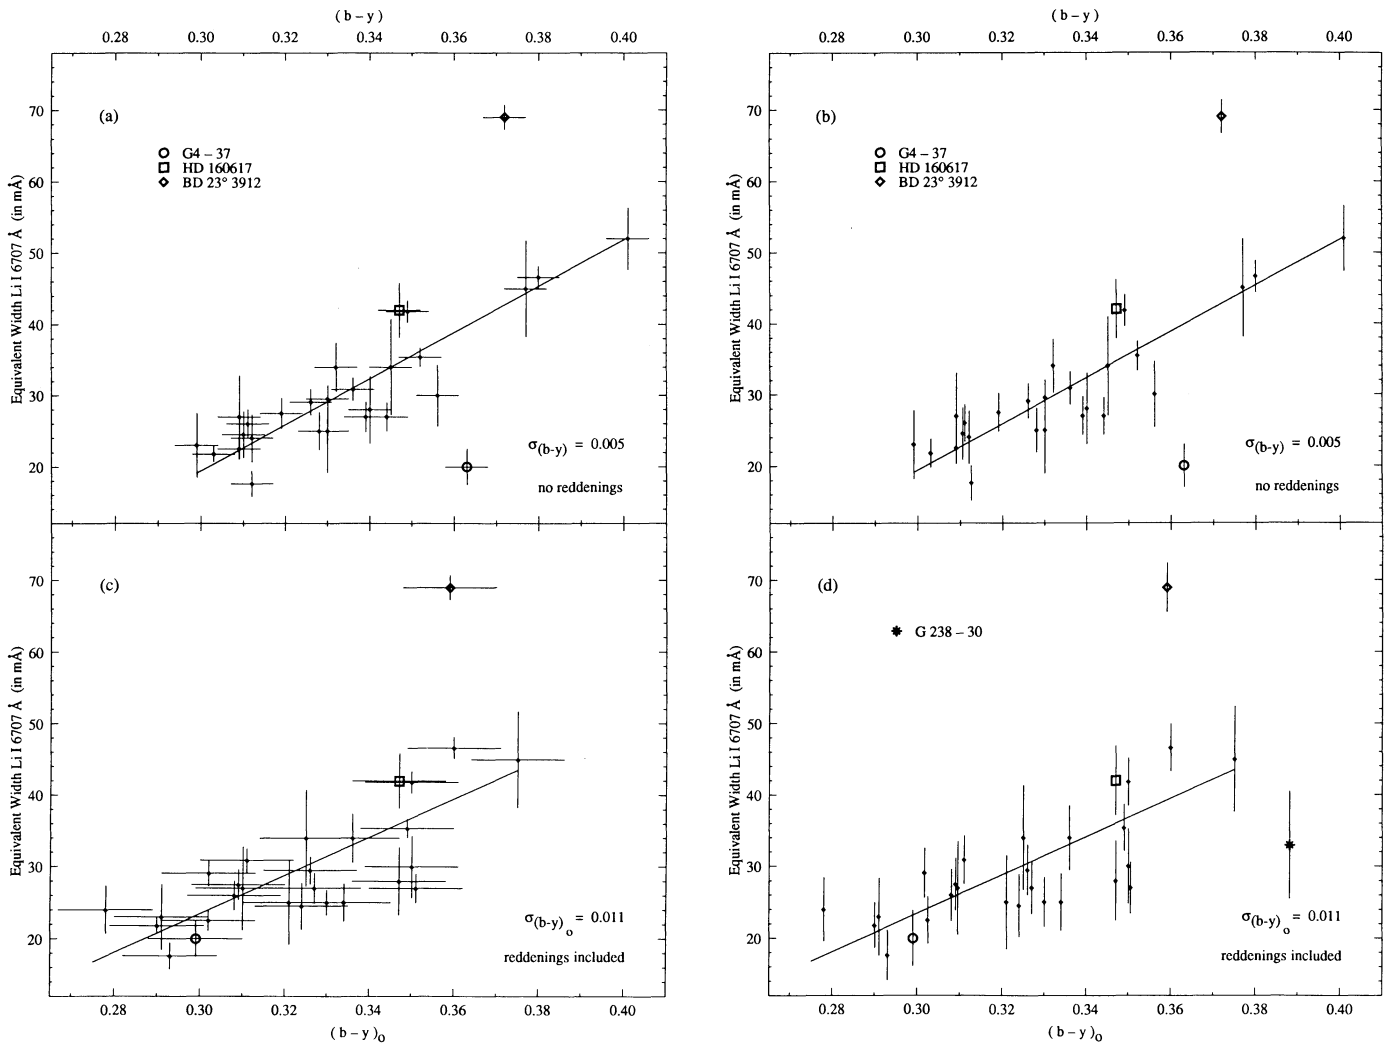 ( b – y )
0.28 0.30 0.32 0.34 0.36 0.38 0.40
(a)
G4 – 37
HD 160617
BD 23° 3912
σ(b-y) = 0.005
no reddenings
70
60
50
40
30
20
Equivalent Width Li I 6707 Å (in mÅ)
( b – y )
0.28 0.30 0.32 0.34 0.36 0.38 0.40
(b)
G4 – 37
HD 160617
BD 23° 3912
σ(b-y) = 0.005
no reddenings
70
60
50
40
30
20
Equivalent Width Li I 6707 Å (in mÅ)
(c)
σ(b-y)o = 0.011
reddenings included
70
60
50
40
30
20
Equivalent Width Li I 6707 Å (in mÅ)
0.28 0.30 0.32 0.34 0.36 0.38 0.40
( b – y )o
(d)
G 238 – 30
σ(b-y)o = 0.011
reddenings included
70
60
50
40
30
20
Equivalent Width Li I 6707 Å (in mÅ)
0.28 0.30 0.32 0.34 0.36 0.38 0.40
( b – y )o